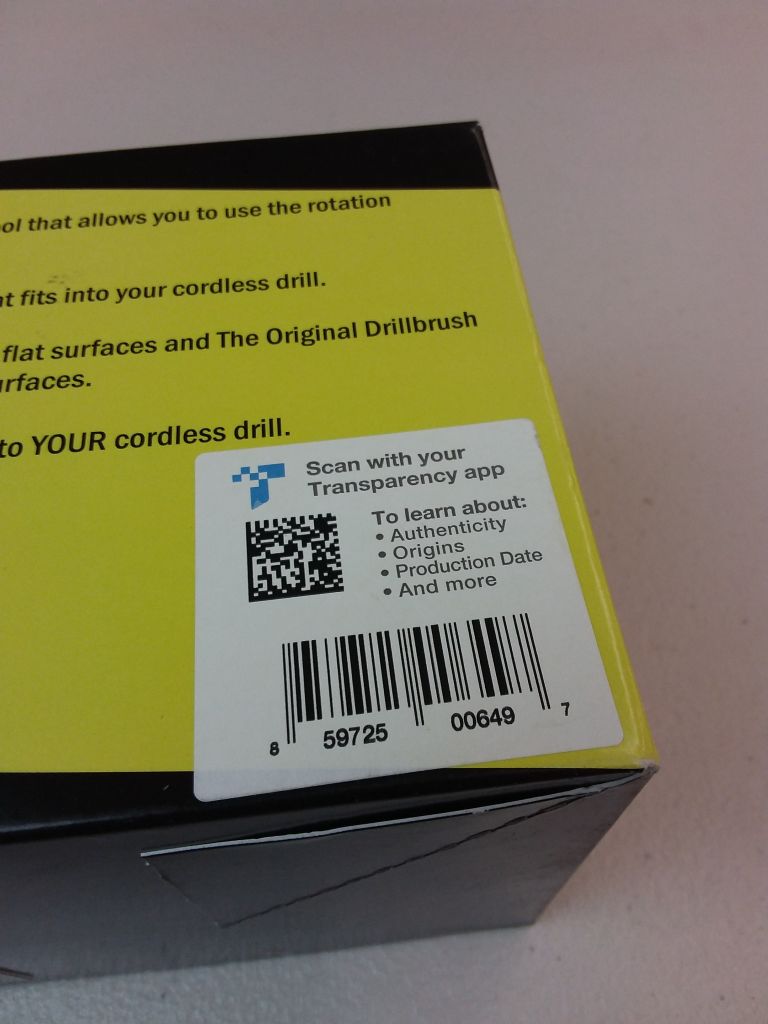 that allows you to use the rotation
fits into your cordless drill.
flat surfaces and The Original Drillbrush
to YOUR cordless drill.
Scan with your
Transparency app
To learn about:
• Authenticity
• Origins
• Production Date
• And more
8 59725 00649 7